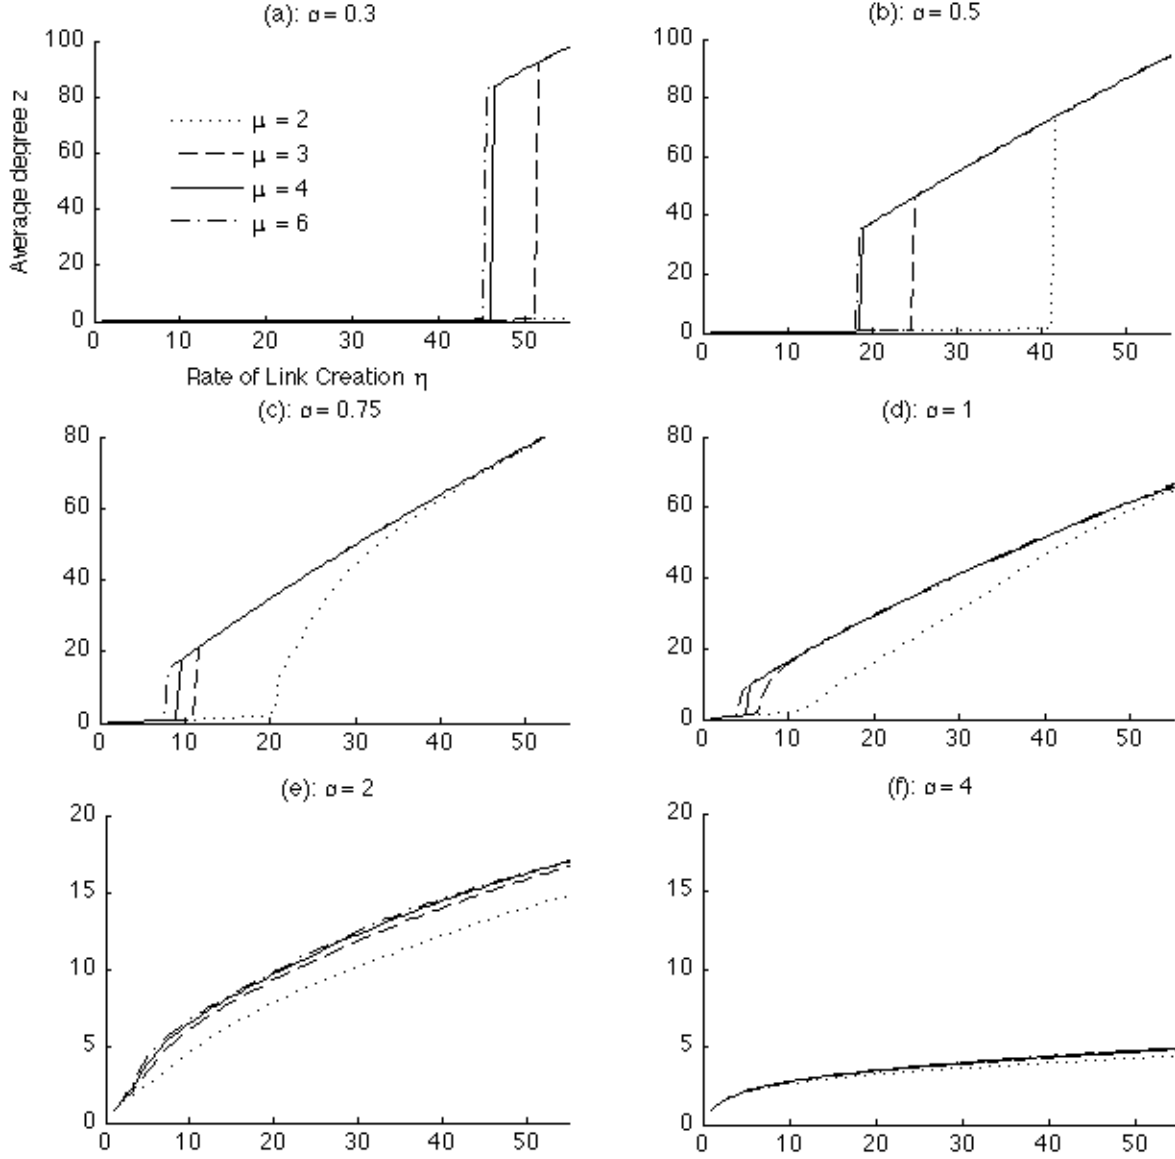 (a): ø = 0.3
100
80
60
40
20
0
Average degree z
μ = 2
μ = 3
μ = 4
μ = 6
0 10 20 30 40 50
Rate of Link Creation η
(b): ø = 0.5
100
80
60
40
20
0
0 10 20 30 40 50
(c): ø = 0.75
80
60
40
20
0
0 10 20 30 40 50
(d): ø = 1
80
60
40
20
0
0 10 20 30 40 50
(e): ø = 2
20
15
10
5
0
0 10 20 30 40 50
(f): ø = 4
20
15
10
5
0
0 10 20 30 40 50